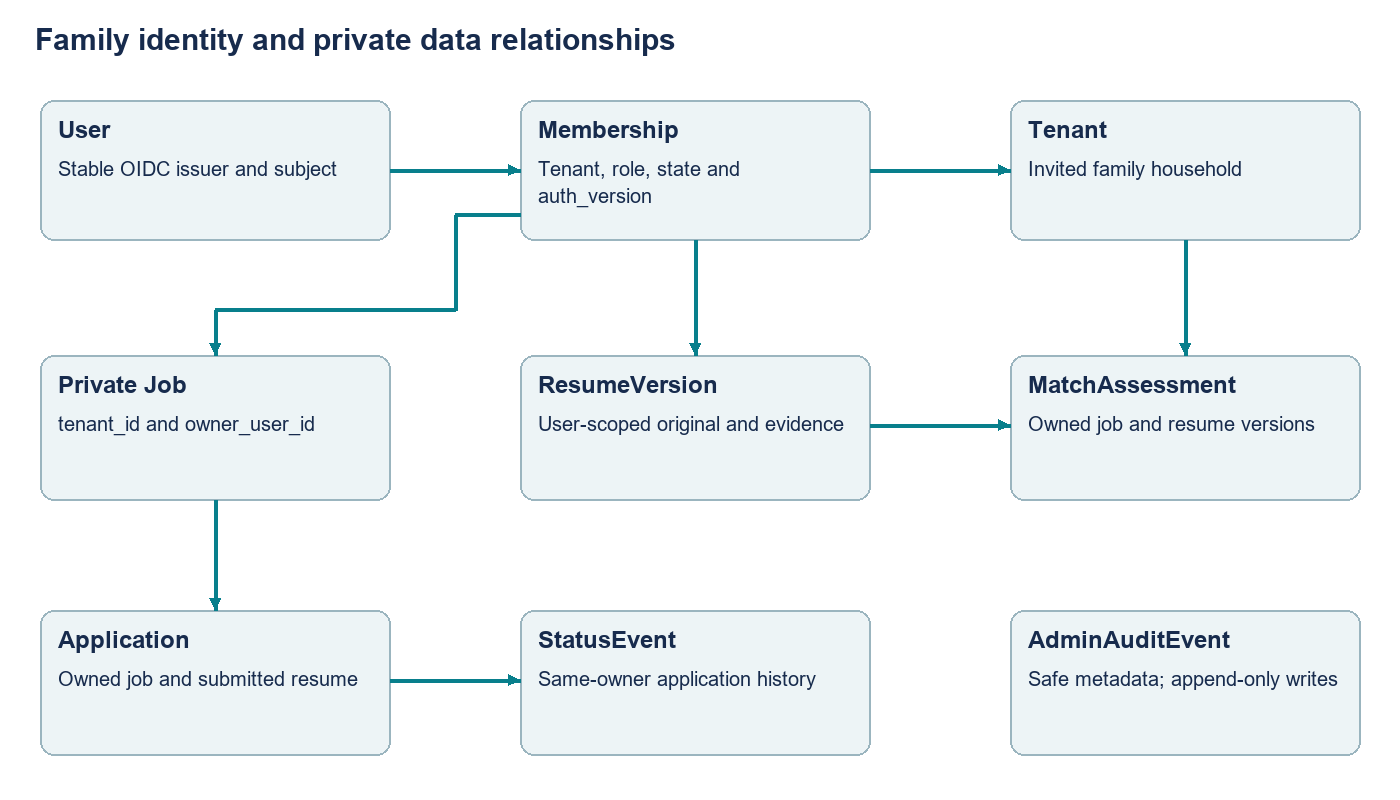 Family identity and private data relationships
User
Stable OIDC issuer and subject
Membership
Tenant, role, state and
auth_version
Tenant
Invited family household
Private Job
tenant_id and owner_user_id
ResumeVersion
User-scoped original and evidence
MatchAssessment
Owned job and resume versions
Application
Owned job and submitted resume
StatusEvent
Same-owner application history
AdminAuditEvent
Safe metadata; append-only writes